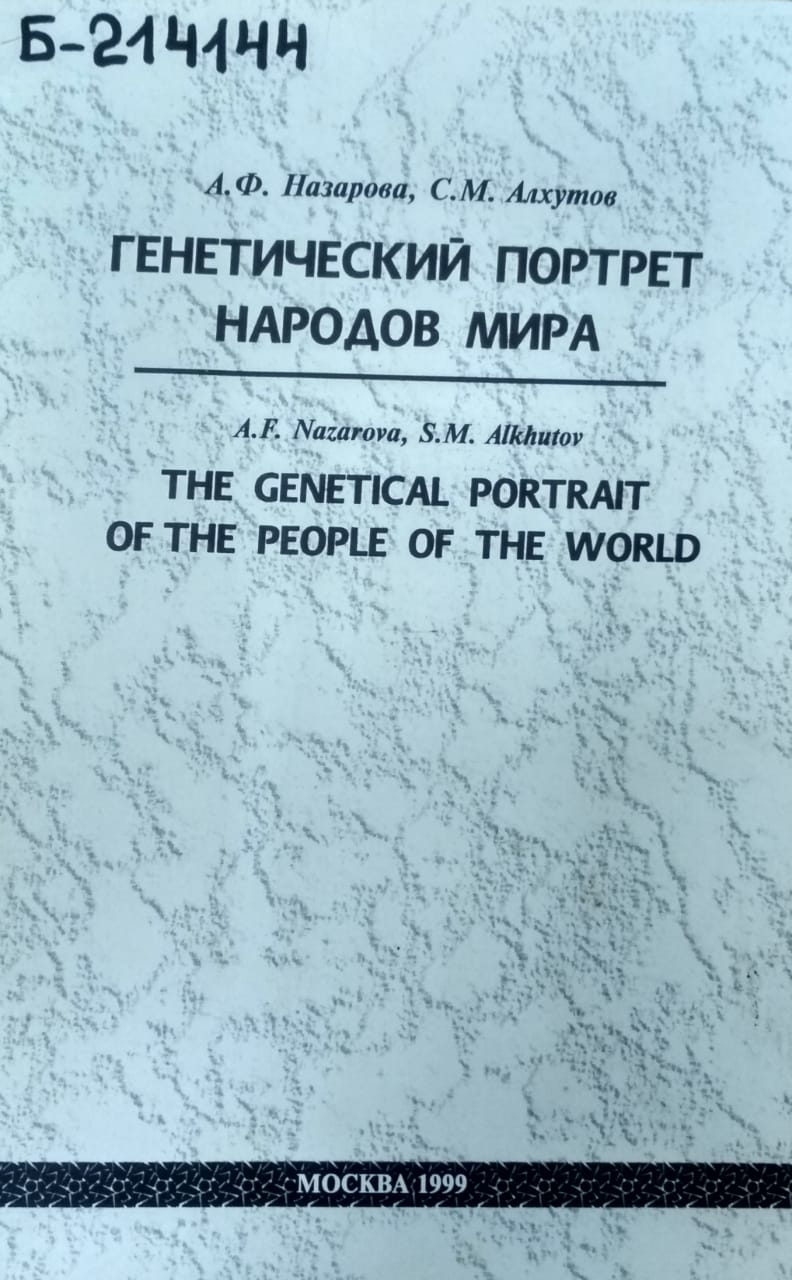 Б-214144
А.Ф. Назарова, С.М. Алхутов
ГЕНЕТИЧЕСКИЙ ПОРТРЕТ
НАРОДОВ МИРА
A.F. Nazarova, S.M. Alkhutov
THE GENETICAL PORTRAIT
OF THE PEOPLE OF THE WORLD
МОСКВА 1999